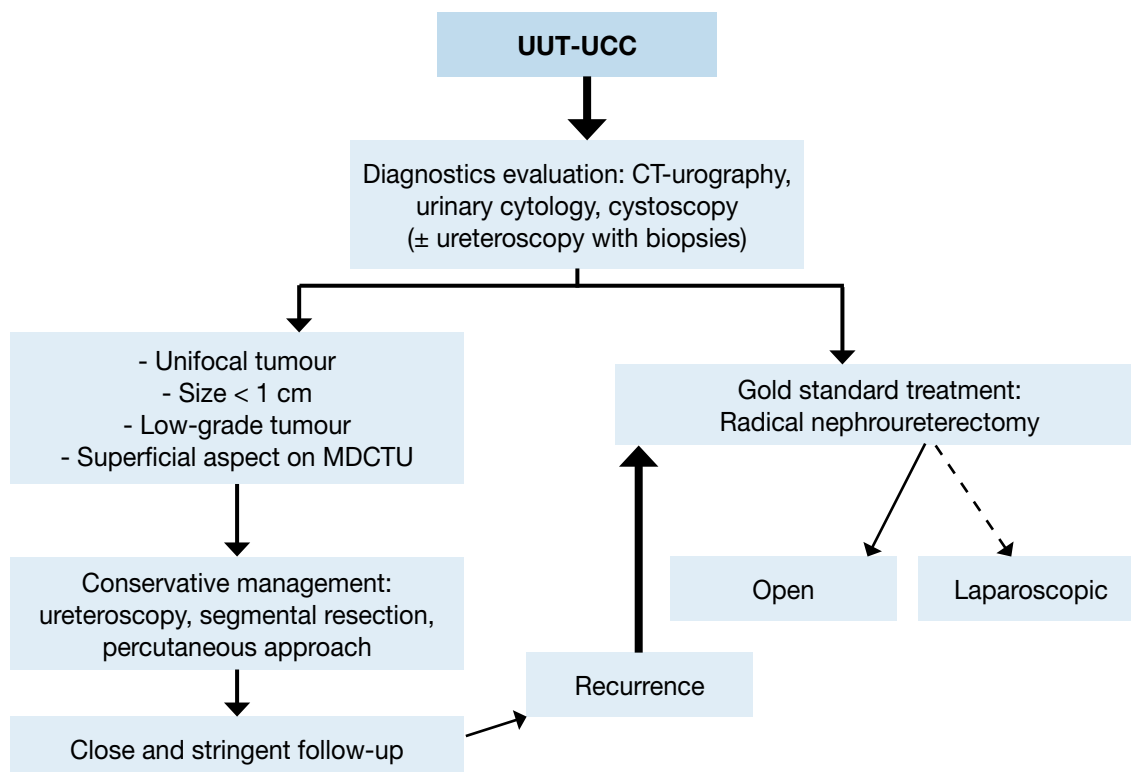 UUT-UCC
Diagnostics evaluation: CT-urography,
urinary cytology, cystoscopy
(± ureteroscopy with biopsies)
- Unifocal tumour
- Size < 1 cm
- Low-grade tumour
- Superficial aspect on MDCTU
Gold standard treatment:
Radical nephroureterectomy
Conservative management:
ureteroscopy, segmental resection,
percutaneous approach
Open
Laparoscopic
Recurrence
Close and stringent follow-up